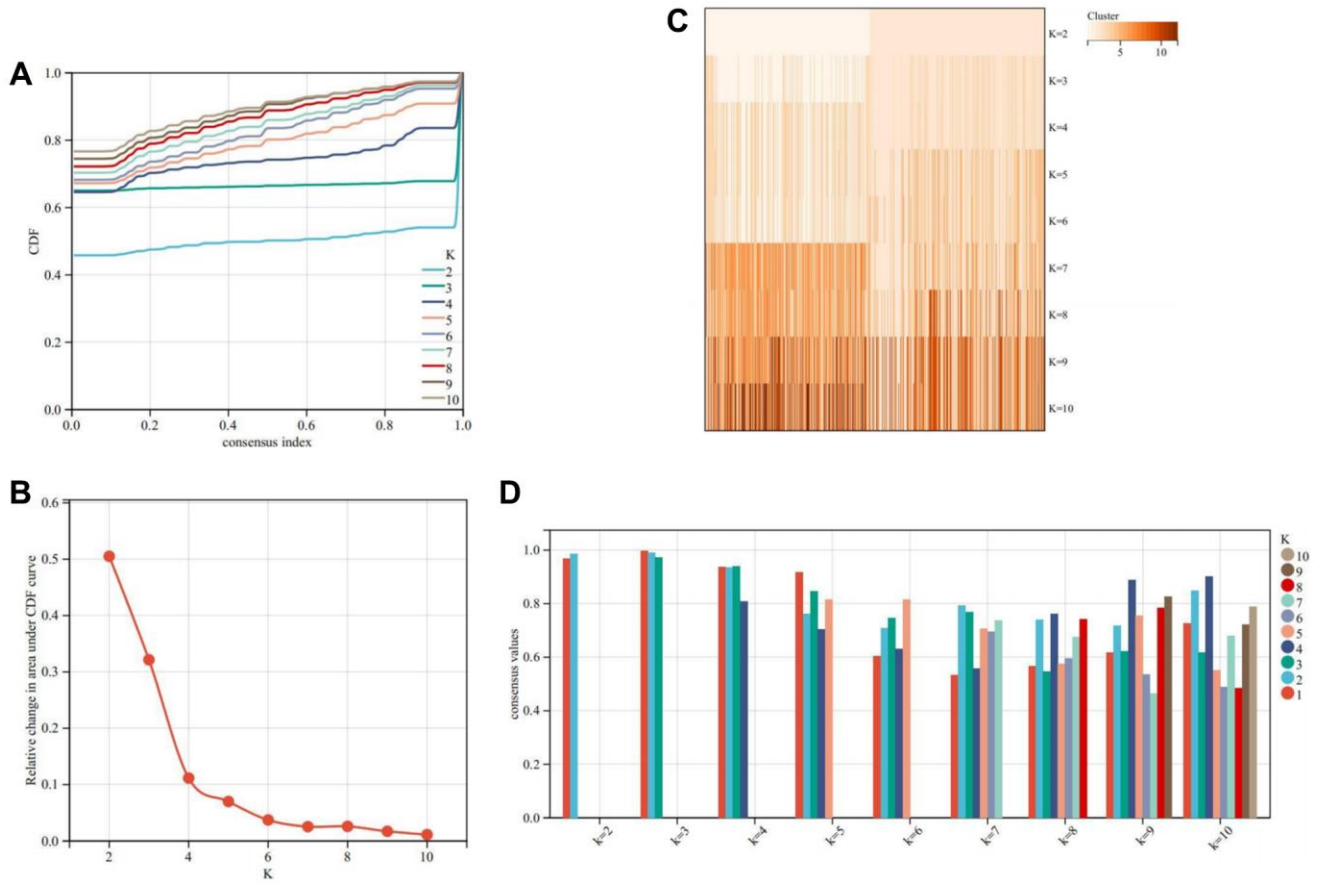 A
1.0
0.8
0.6
0.4
0.2
0.0
CDF
K
2
3
4
5
6
7
8
9
10
0.0 0.2 0.4 0.6 0.8 1.0
consensus index
C
K=2
K=3
K=4
K=5
K=6
K=7
K=8
K=9
K=10
Cluster
5 10
B
0.6
0.5
0.4
0.3
0.2
0.1
0.0
Relative change in area under CDF curve
2 4 6 8 10
K
D
1.0
0.8
0.6
0.4
0.2
0.0
consensus values
k=2 k=3 k=4 k=5 k=6 k=7 k=8 k=9 k=10
K
10
9
8
7
6
5
4
3
2
1